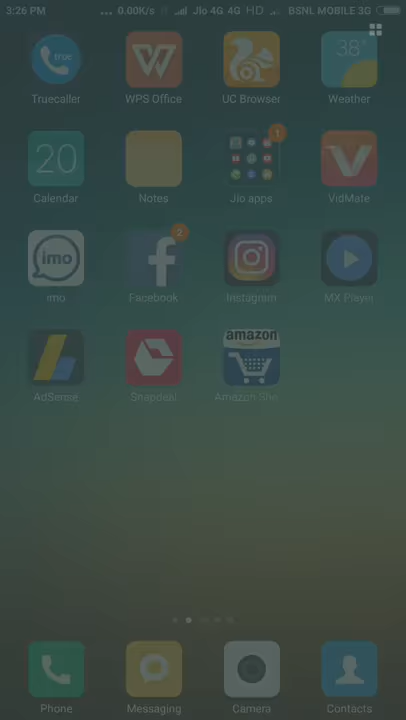 3:26 PM ... 0.00K/s Jio 4G 4G HD BSNL MOBILE 3G
true
38°
Truecaller WPS Office UC Browser Weather
20
1
Calendar Notes Jio apps VidMate
imo
2
imo Facebook Instagram MX Player
amazon
AdSense Snapdeal Amazon Sho
Phone Messaging Camera Contacts